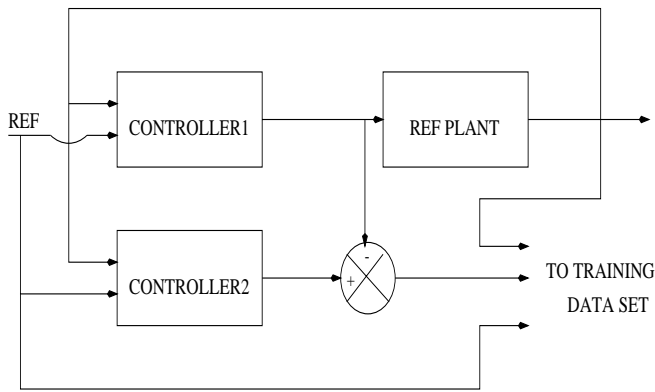 REF
CONTROLLER1
REF PLANT
CONTROLLER2
-
+
TO TRAINING
DATA SET